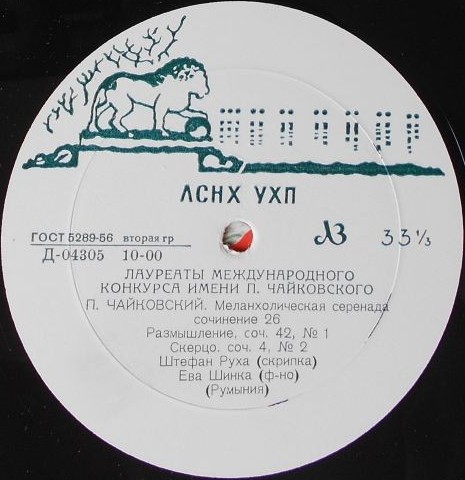 ЛСНХ УХП
ГОСТ 5289-56 вторая гр
ЛЗ 33⅓
Д-04305 10-00
ЛАУРЕАТЫ МЕЖДУНАРОДНОГО
КОНКУРСА ИМЕНИ П. ЧАЙКОВСКОГО
П. ЧАЙКОВСКИЙ. Меланхолическая серенада
сочинение 26
Размышление, соч. 42, № 1
Скерцо, соч. 4, № 2
Штефан Руха (скрипка)
Ева Шинка (ф-но)
(Румыния)